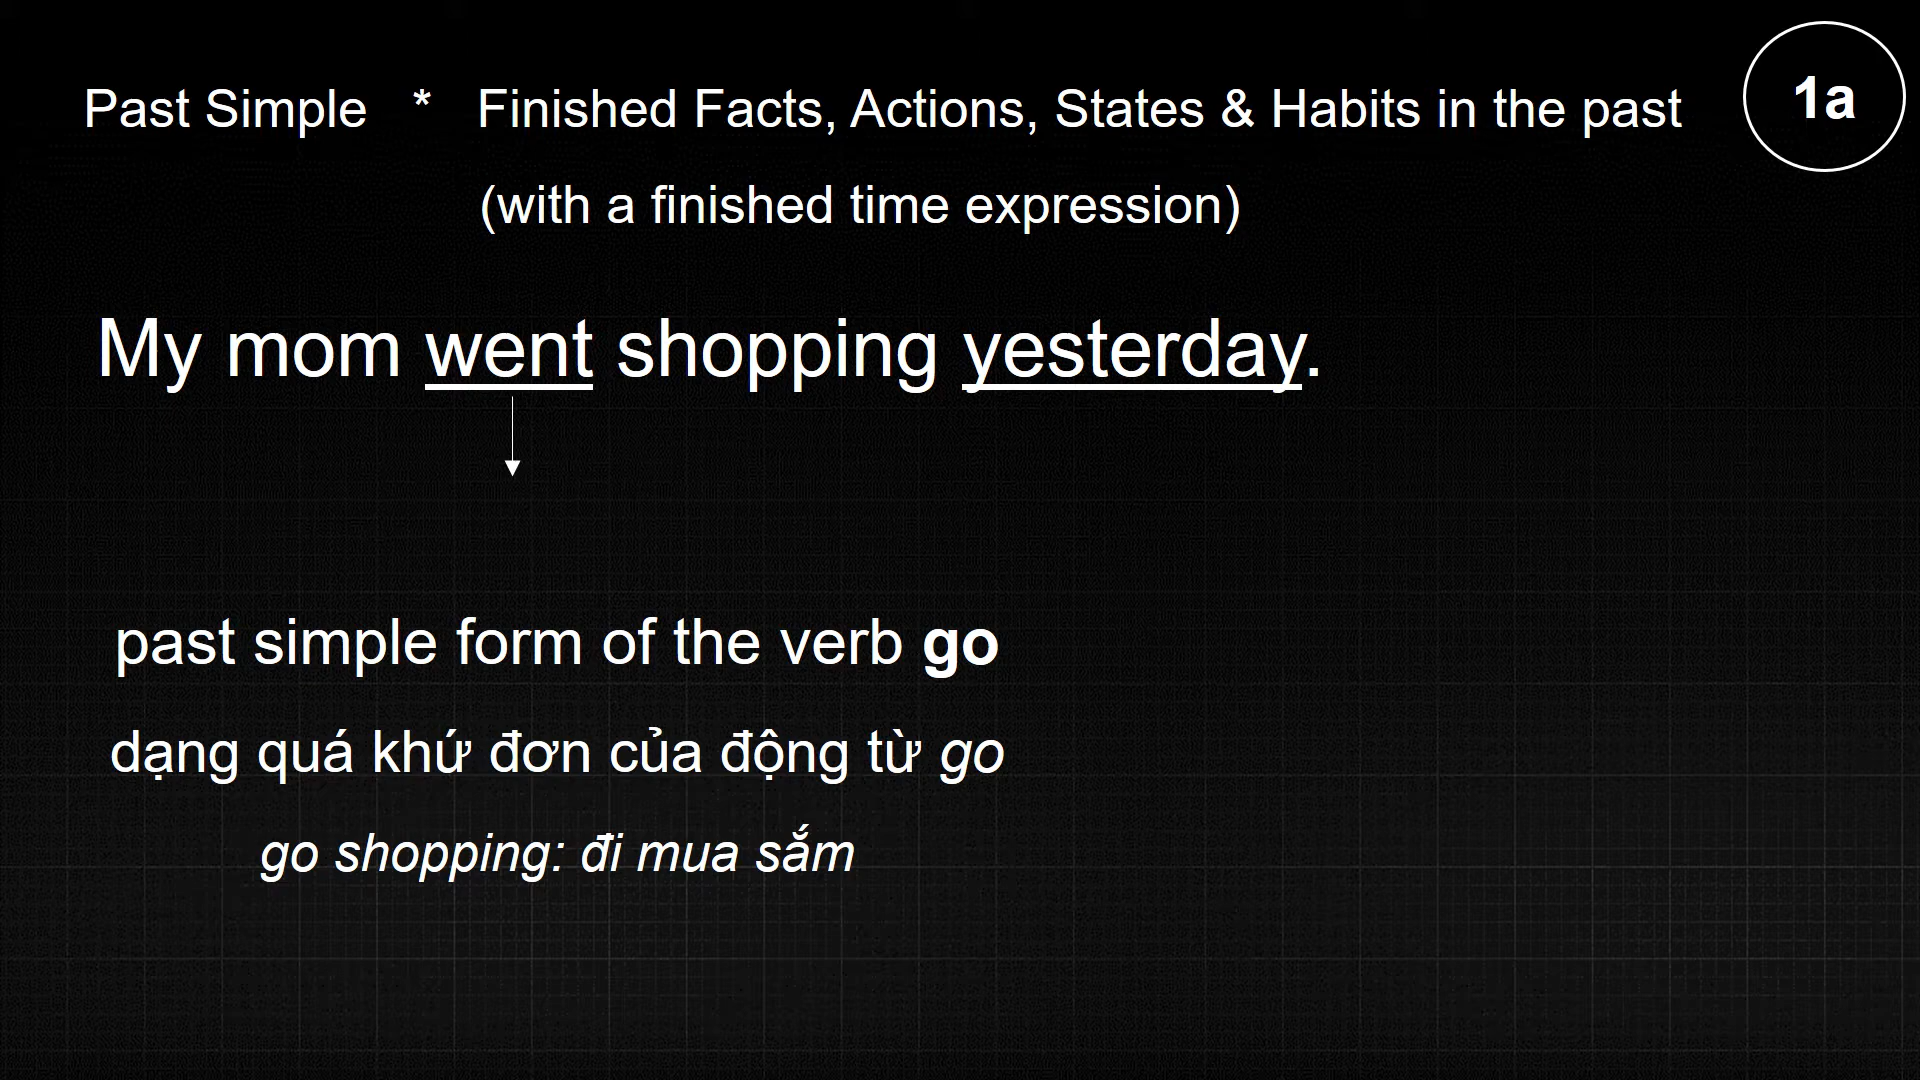 Past Simple * Finished Facts, Actions, States & Habits in the past
1a
(with a finished time expression)
My mom went shopping yesterday.
past simple form of the verb go
dạng quá khứ đơn của động từ go
go shopping: đi mua sắm